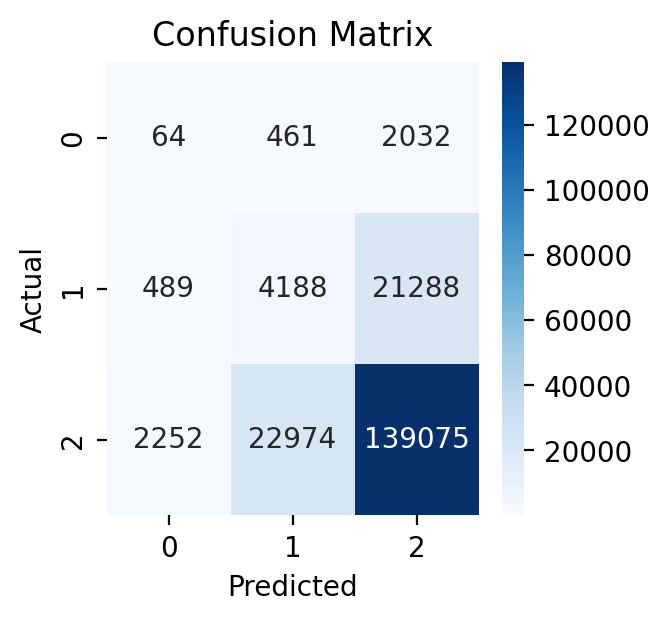 Confusion Matrix
0 64 461 2032
1 489 4188 21288
2 2252 22974 139075
0 1 2
Actual
Predicted
120000
100000
80000
60000
40000
20000